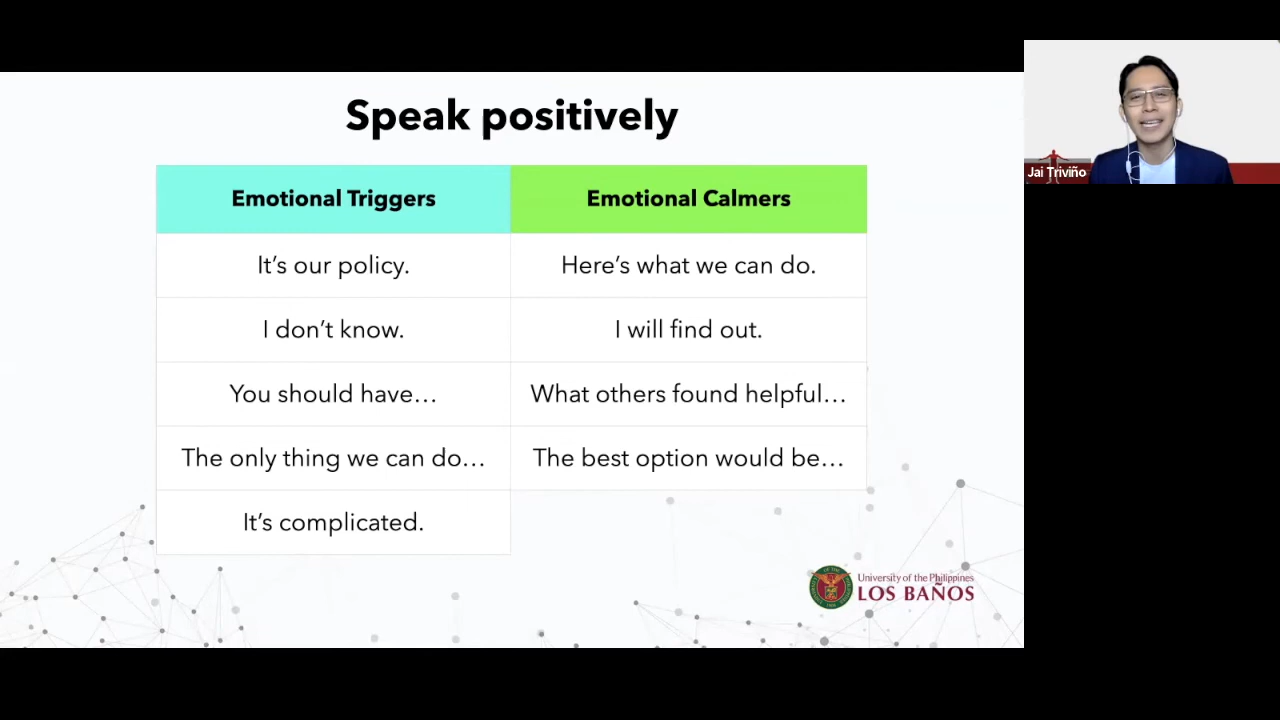 Speak positively
Emotional Triggers
Emotional Calmers
It's our policy.
Here's what we can do.
I don't know.
I will find out.
You should have…
What others found helpful…
The only thing we can do…
The best option would be…
It's complicated.
University of the Philippines
LOS BAÑOS
Jai Triviño